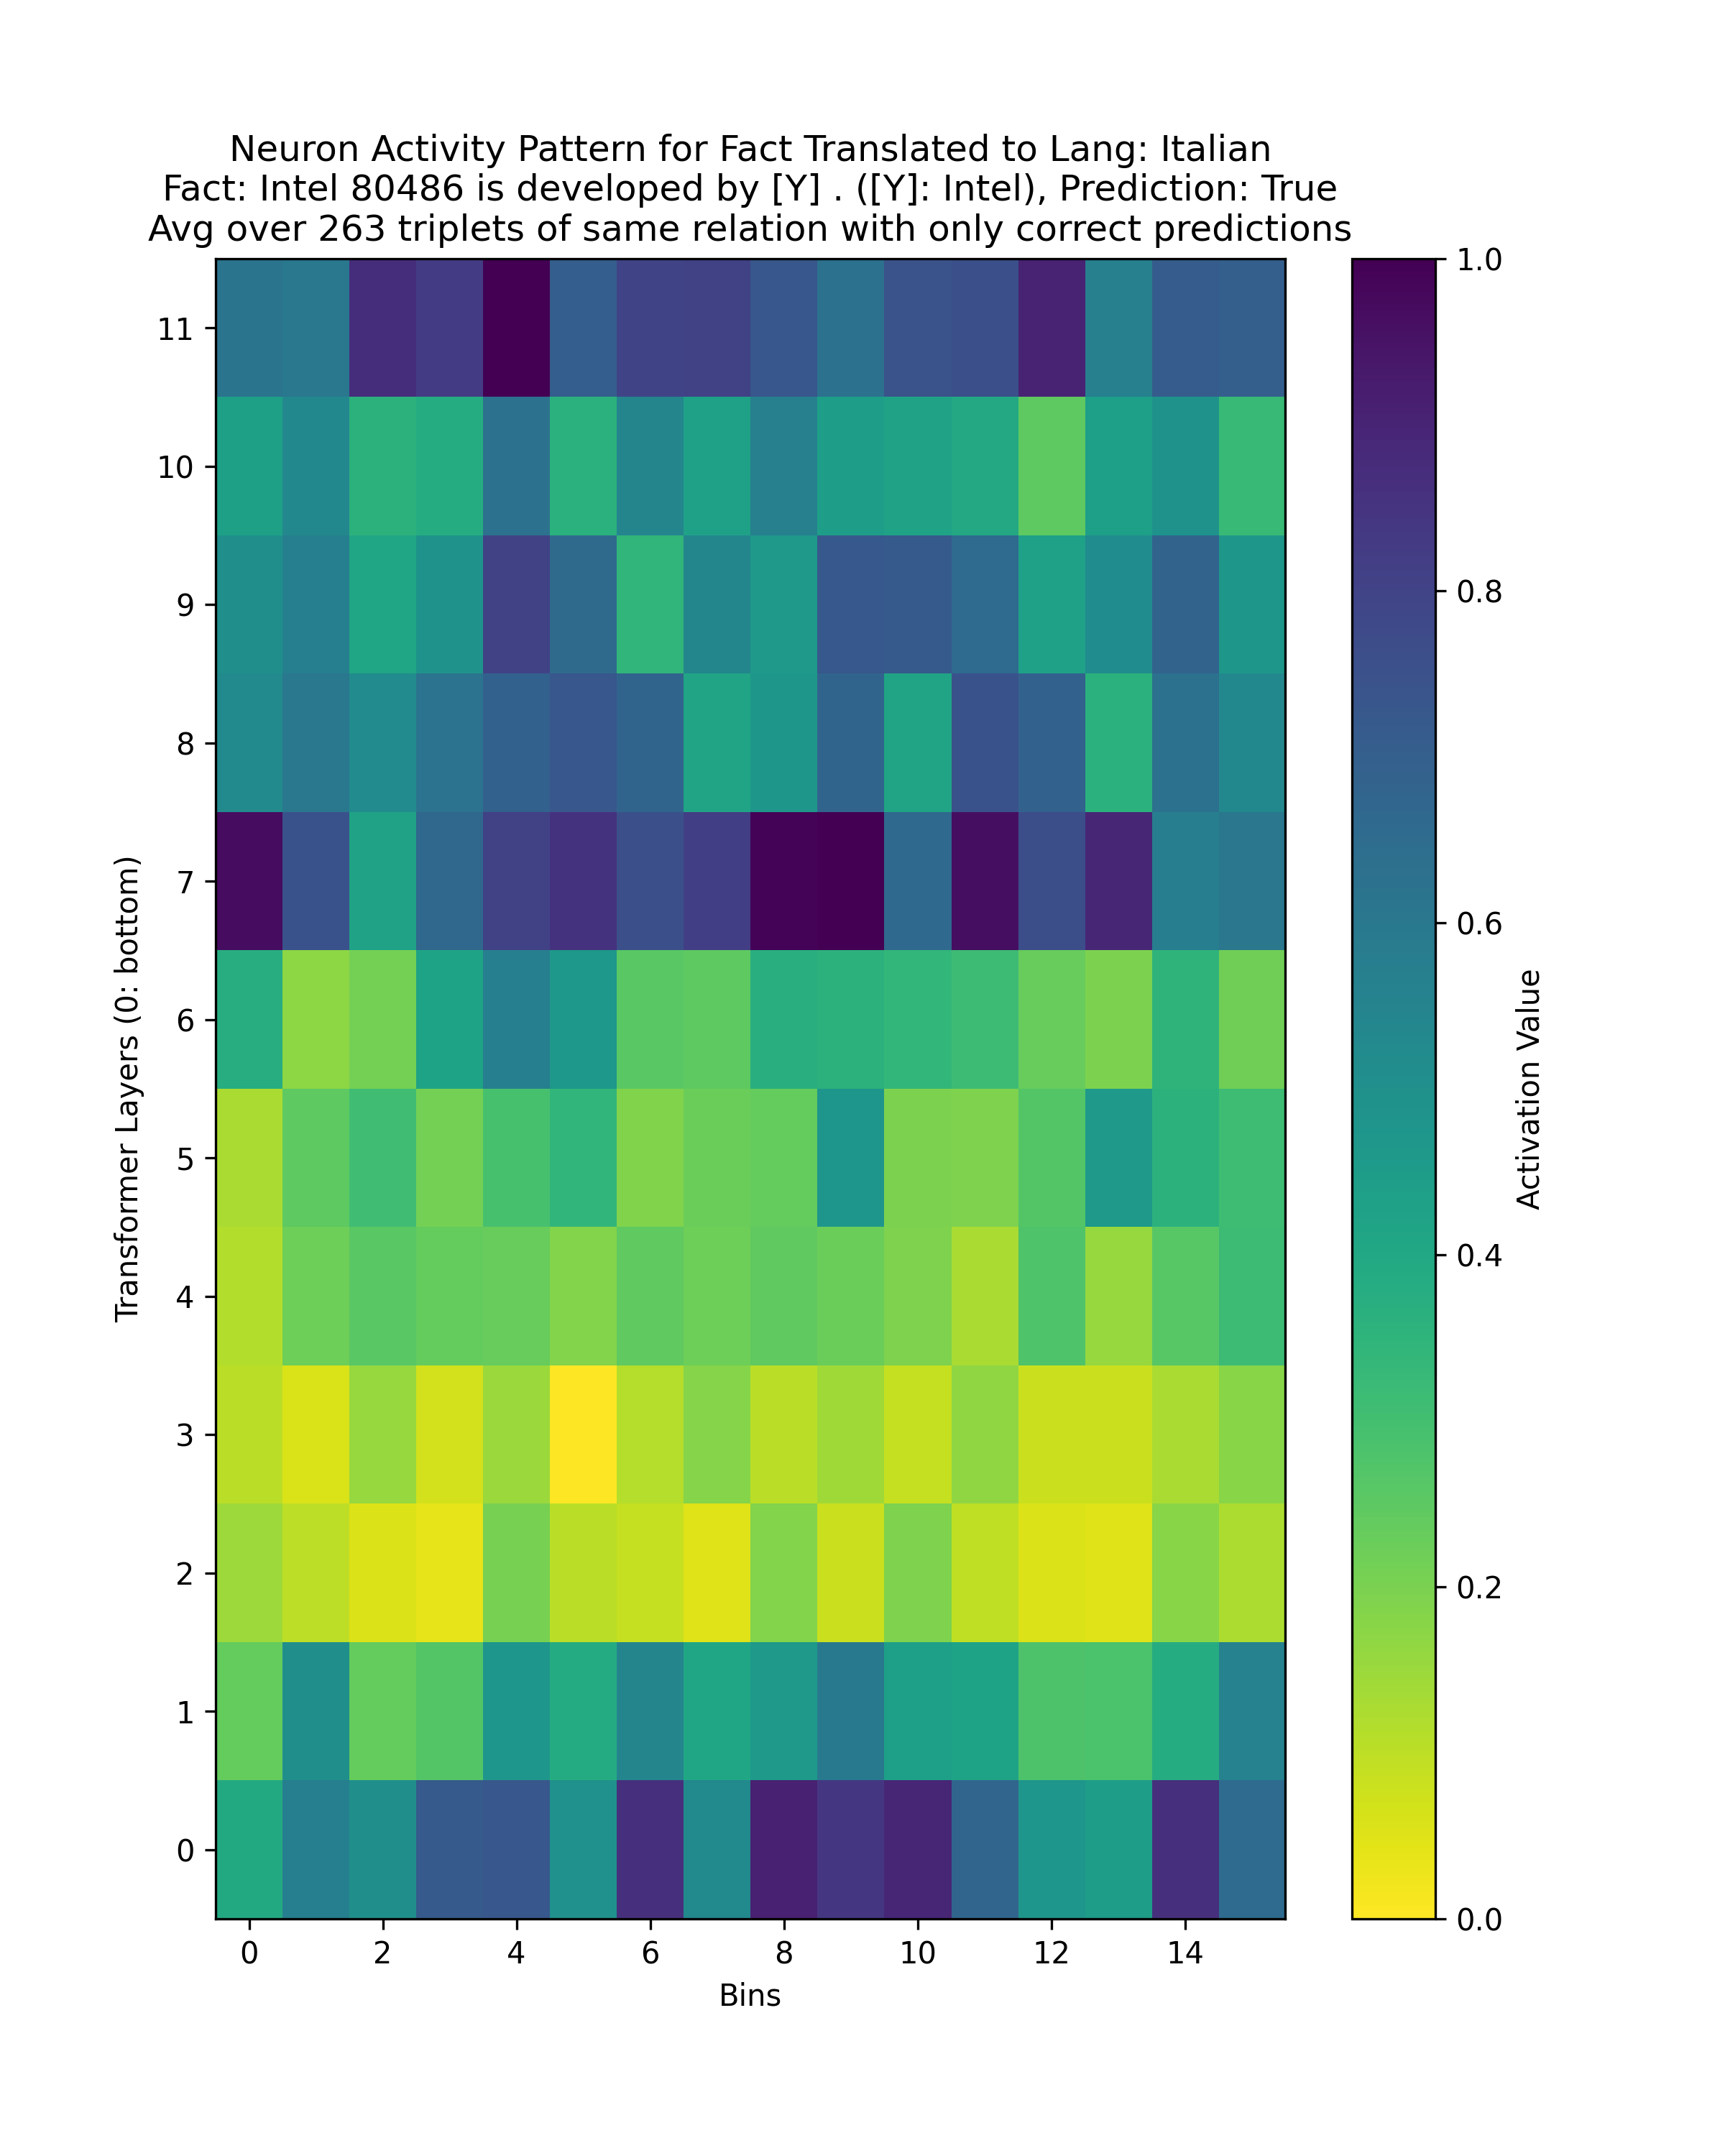 Neuron Activity Pattern for Fact Translated to Lang: Italian
Fact: Intel 80486 is developed by [Y] . ([Y]: Intel), Prediction: True
Avg over 263 triplets of same relation with only correct predictions
Transformer Layers (0: bottom)
11
10
9
8
7
6
5
4
3
2
1
0
0 2 4 6 8 10 12 14
Bins
1.0
0.8
0.6
0.4
0.2
0.0
Activation Value